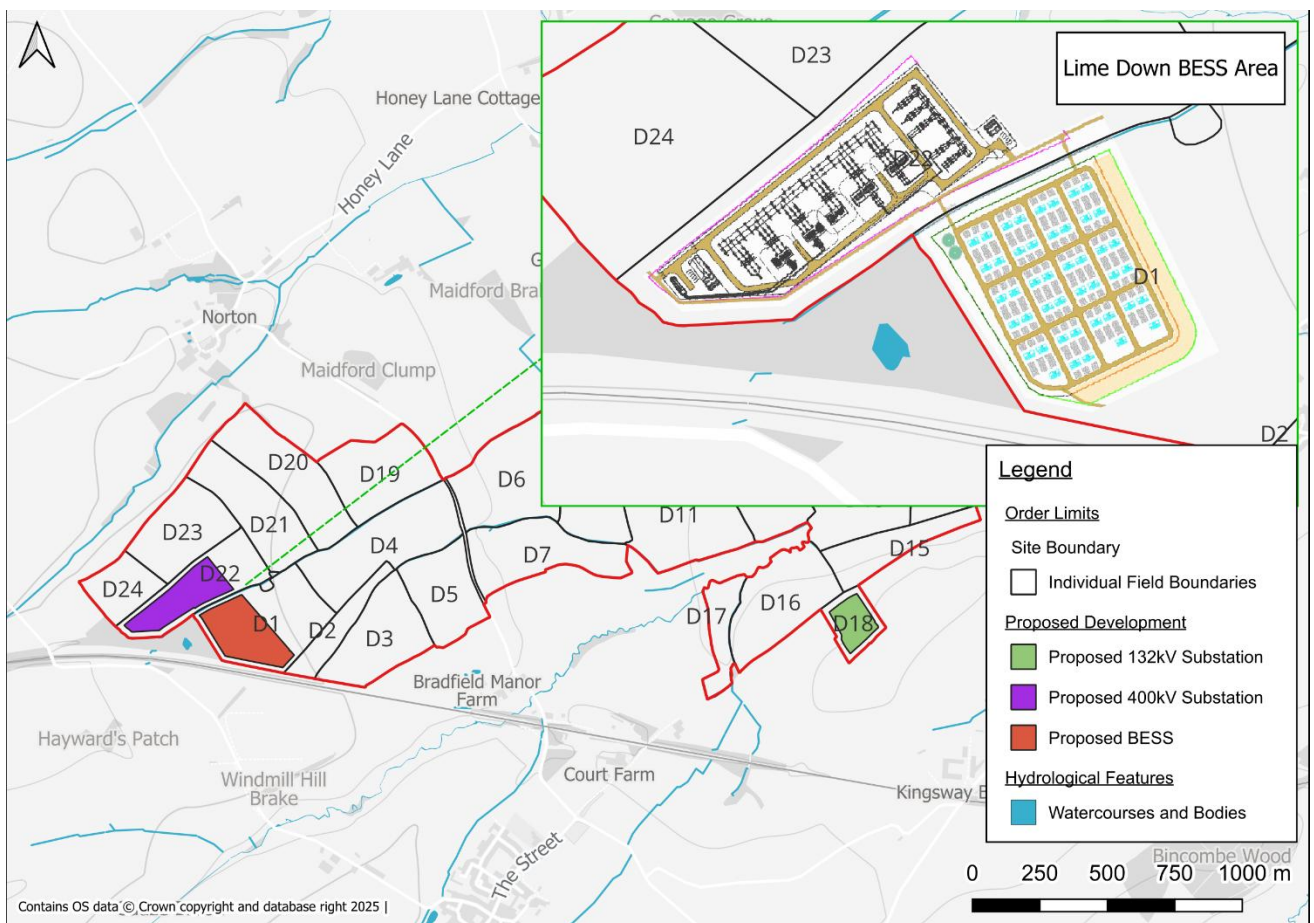 Lime Down BESS Area
D23
D24
D22
D1
D2
Honey Lane Cottage
Honey Lane
Norton
Maidford Clump
D20
D19
D6
D23
D21
D4
D11
D24
D22
D7
D15
D1
D2
D3
D5
D17
D16
D18
Bradfield Manor
Farm
Hayward's Patch
Windmill Hill
Brake
Court Farm
The Street
Bincombe Wood
Legend
Order Limits
Site Boundary
Individual Field Boundaries
Proposed Development
Proposed 132kV Substation
Proposed 400kV Substation
Proposed BESS
Hydrological Features
Watercourses and Bodies
0 250 500 750 1000 m
Contains OS data © Crown copyright and database right 2025 |